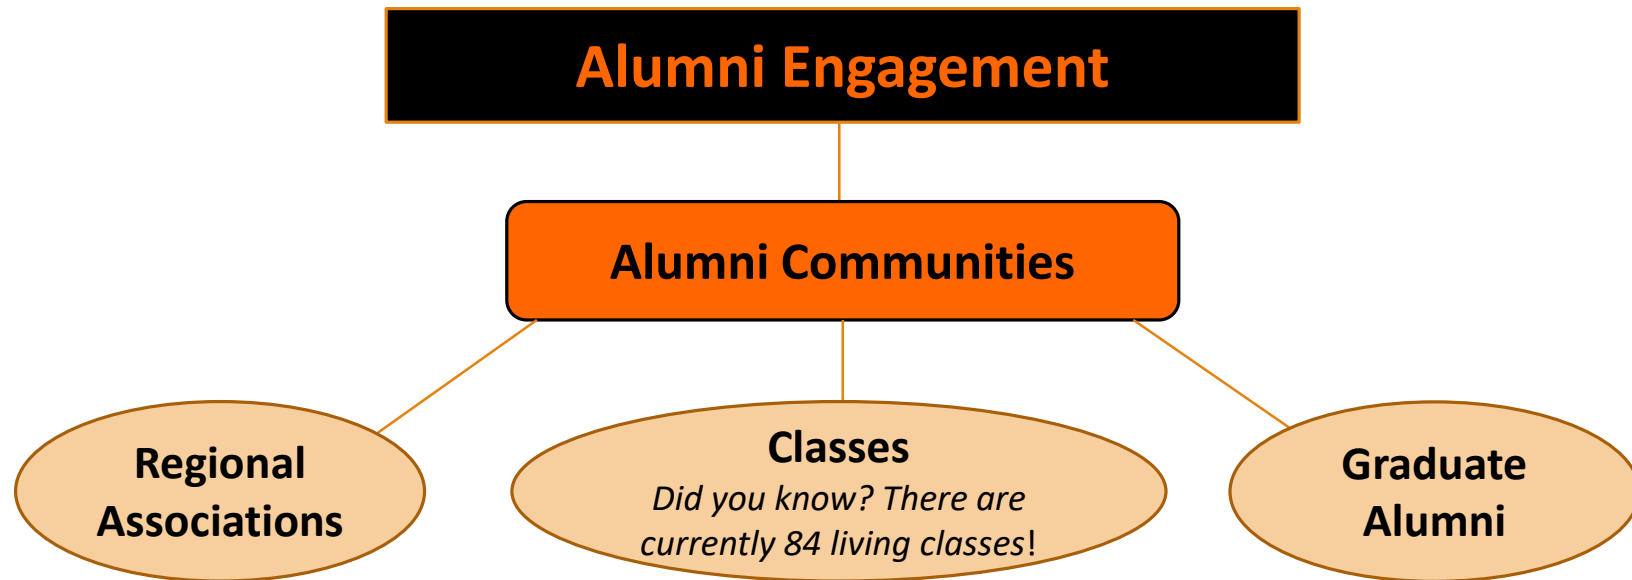 Alumni Engagement
Alumni Communities
Regional
Associations
Classes
Did you know? There are
currently 84 living classes!
Graduate
Alumni